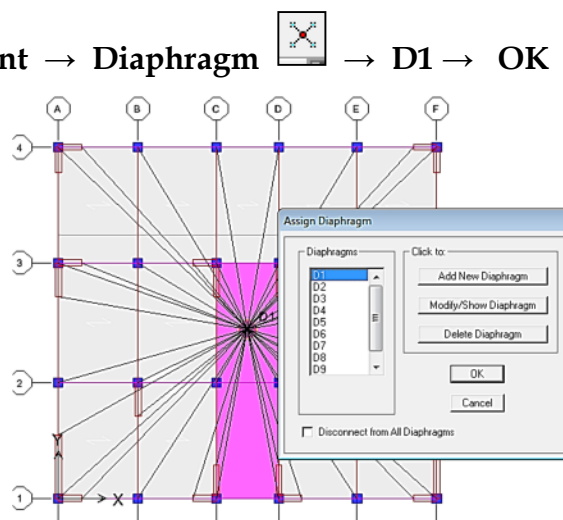 nt → Diaphragm → D1 → OK
A B C D E F
4
Assign Diaphragm
Diaphragms
Click to:
D1
D2
D3
D4
D5
D6
D7
D8
D9
Add New Diaphragm
Modify/Show Diaphragm
Delete Diaphragm
OK
Cancel
Disconnect from All Diaphragms
3
D1
2
Y
1
X